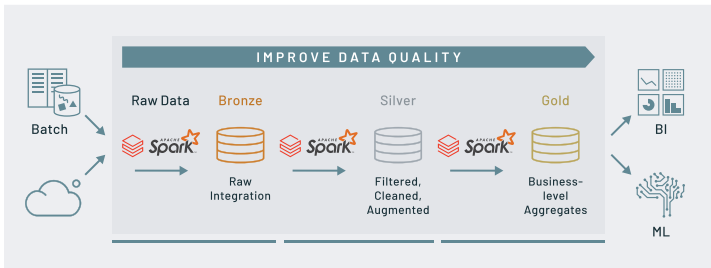 IMPROVE DATA QUALITY
Raw Data
Bronze
Silver
Gold
Batch
APACHE
Spark
APACHE
Spark
APACHE
Spark
BI
Raw
Integration
Filtered,
Cleaned,
Augmented
Business-
level
Aggregates
ML